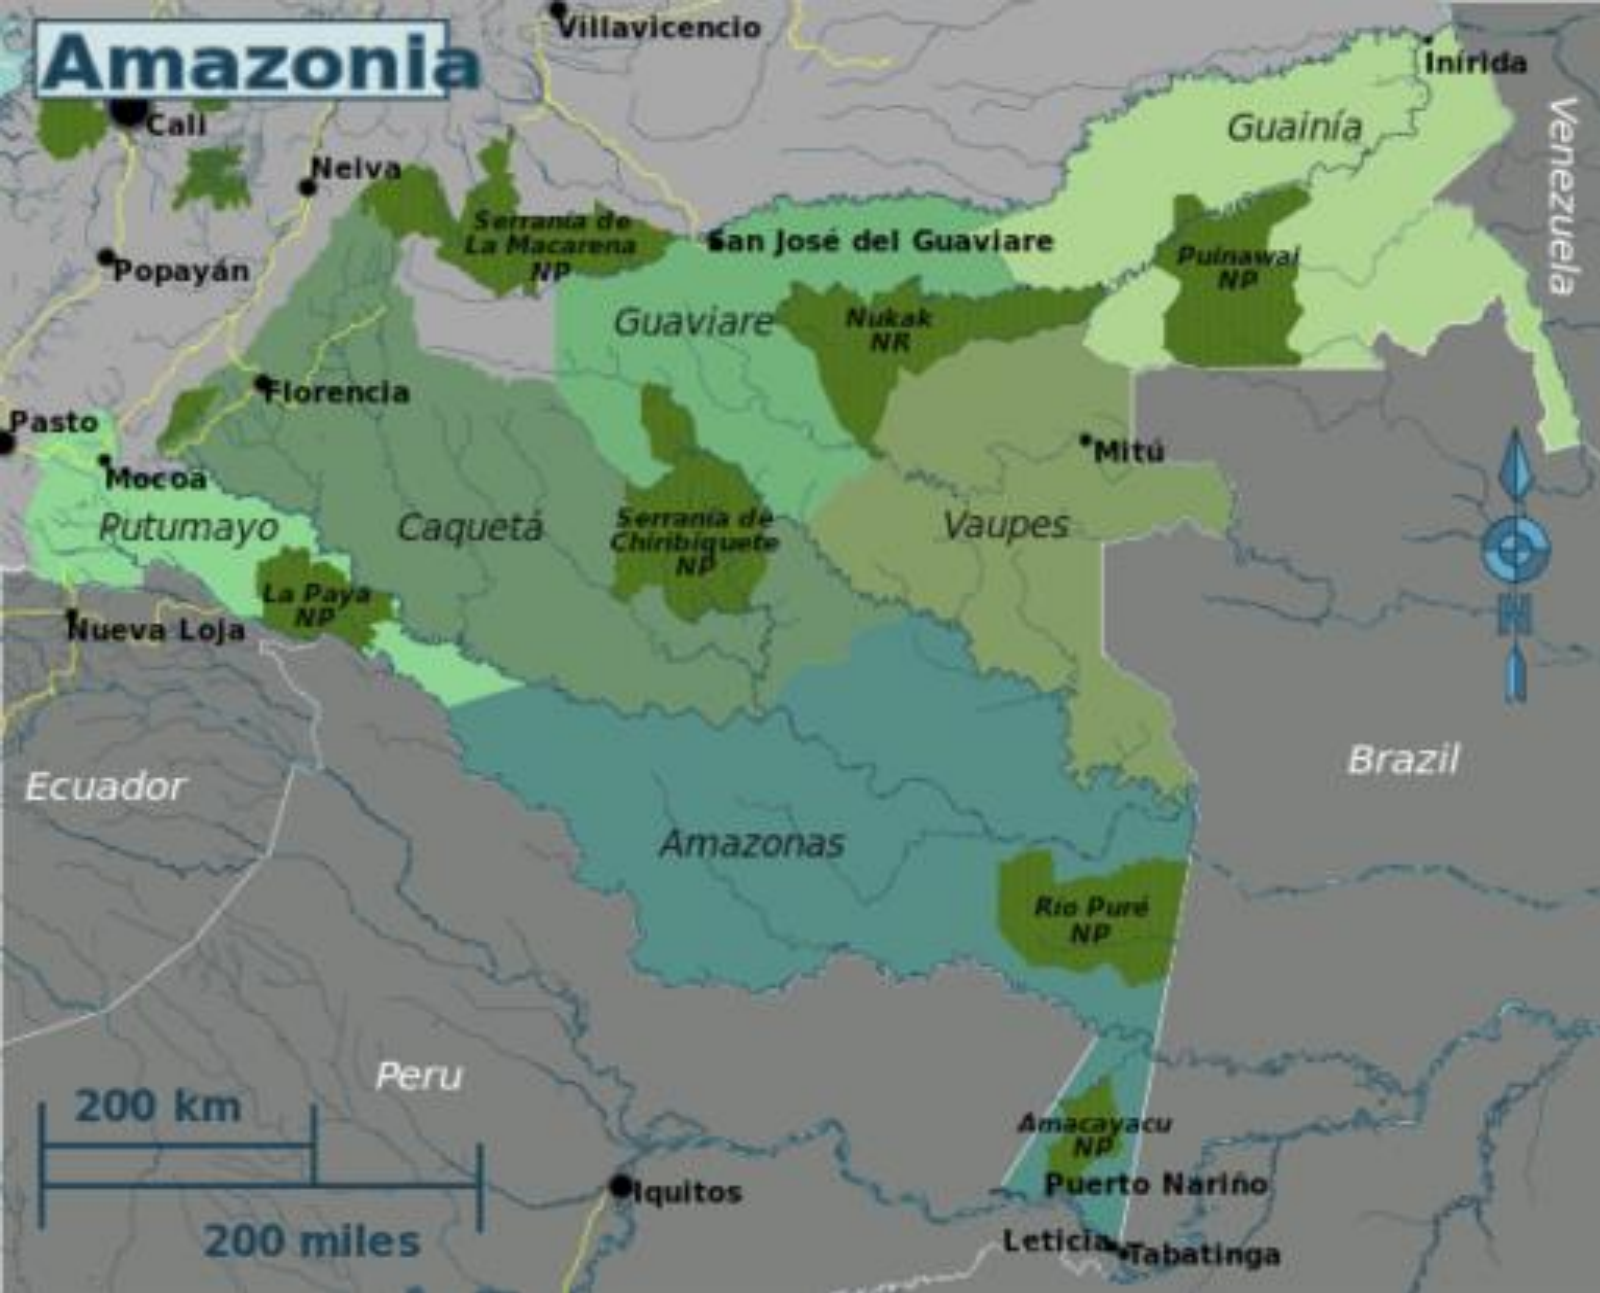 Amazonia
Villavicencio
Inírida
Cali
Guainía
Venezuela
Neiva
Serranía de
La Macarena
NP
San José del Guaviare
Popayán
Puinawai
NP
Guaviare
Nukak
NR
Florencia
Pasto
Mitú
Mocoa
Putumayo
Caquetá
Serranía de
Chiribiquete
NP
Vaupes
La Paya
NP
N
Nueva Loja
Ecuador
Brazil
Amazonas
Río Puré
NP
Peru
200 km
Amacayacu
NP
Puerto Nariño
Iquitos
200 miles
Leticia
Tabatinga